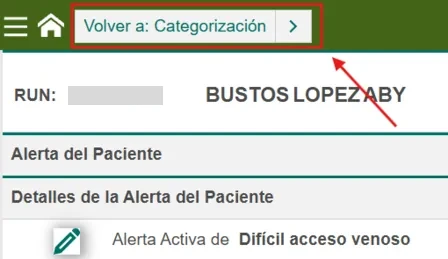 Volver a: Categorización
RUN: BUSTOS LOPEZ ABY
Alerta del Paciente
Detalles de la Alerta del Paciente
Alerta Activa de Difícil acceso venoso